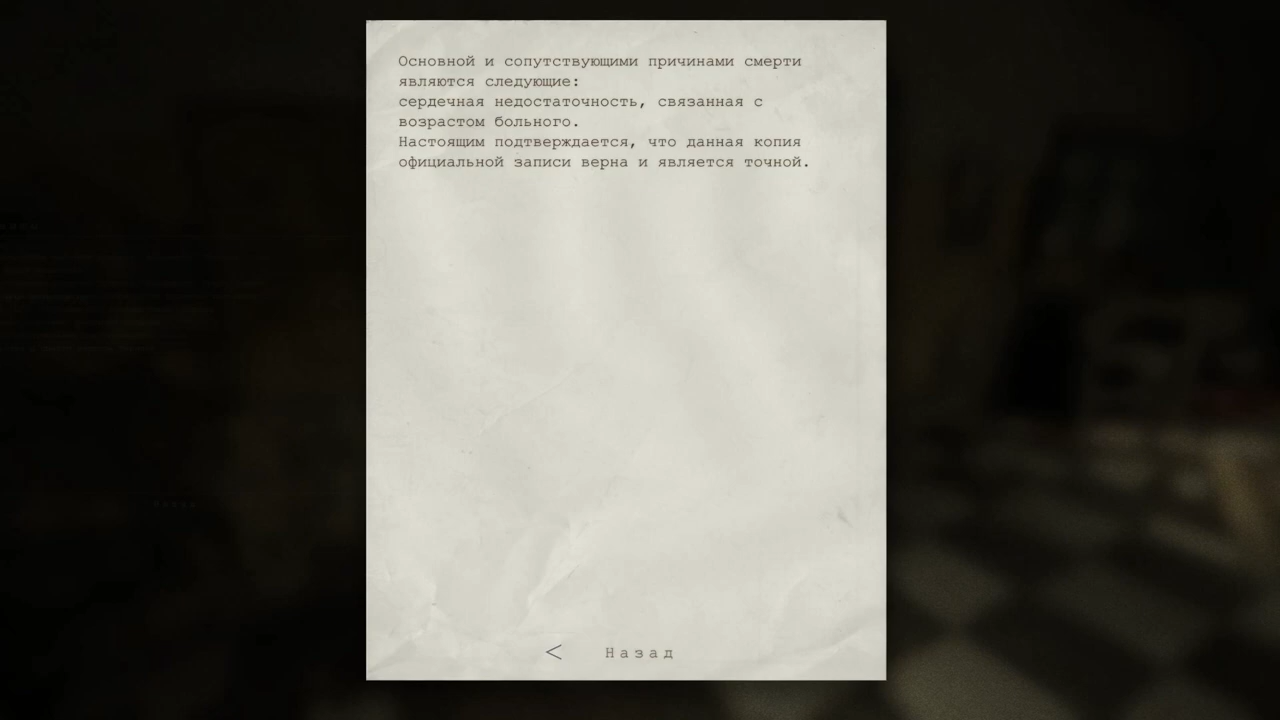 Основной и сопутствующими причинами смерти
являются следующие:
сердечная недостаточность, связанная с
возрастом больного.
Настоящим подтверждается, что данная копия
официальной записи верна и является точной.
< Назад